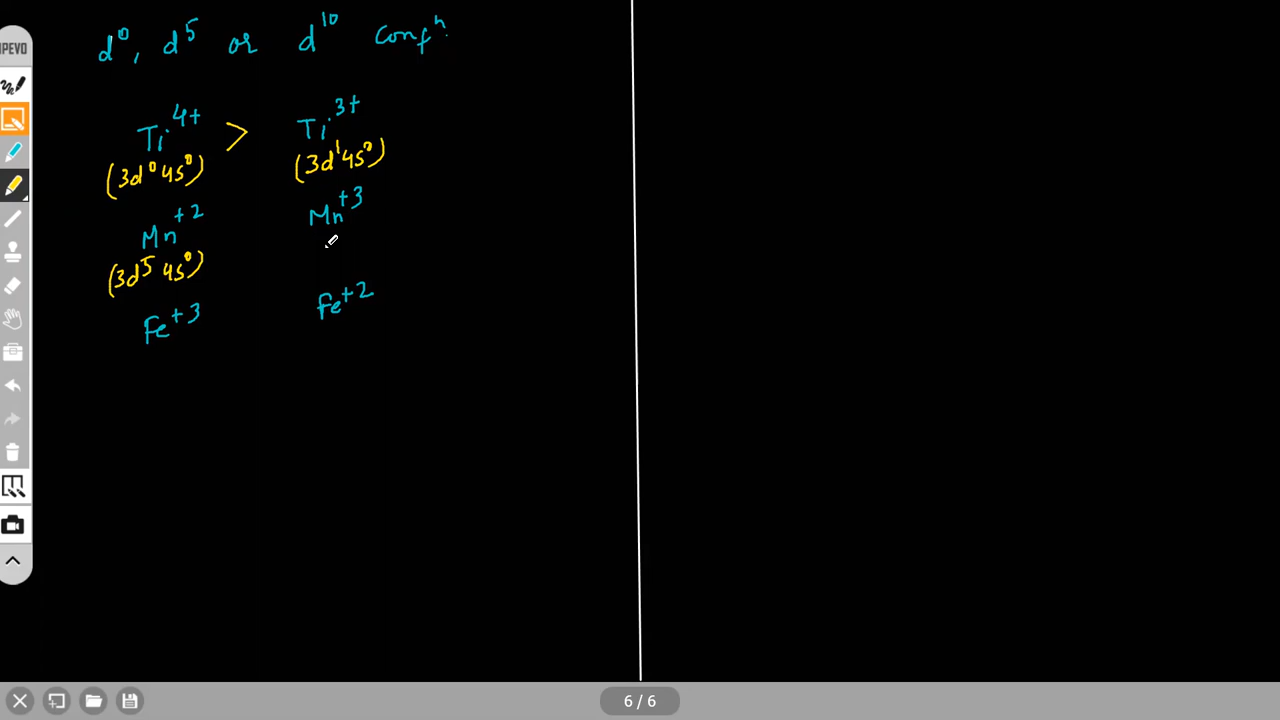 d⁰, d⁵ or d¹⁰ confⁿ.
Ti⁴⁺ > Ti³⁺
(3d⁰4s⁰) (3d¹4s⁰)
Mn⁺² Mn⁺³
(3d⁵4s⁰)
Fe⁺³ Fe⁺²
IPEVO
6 / 6